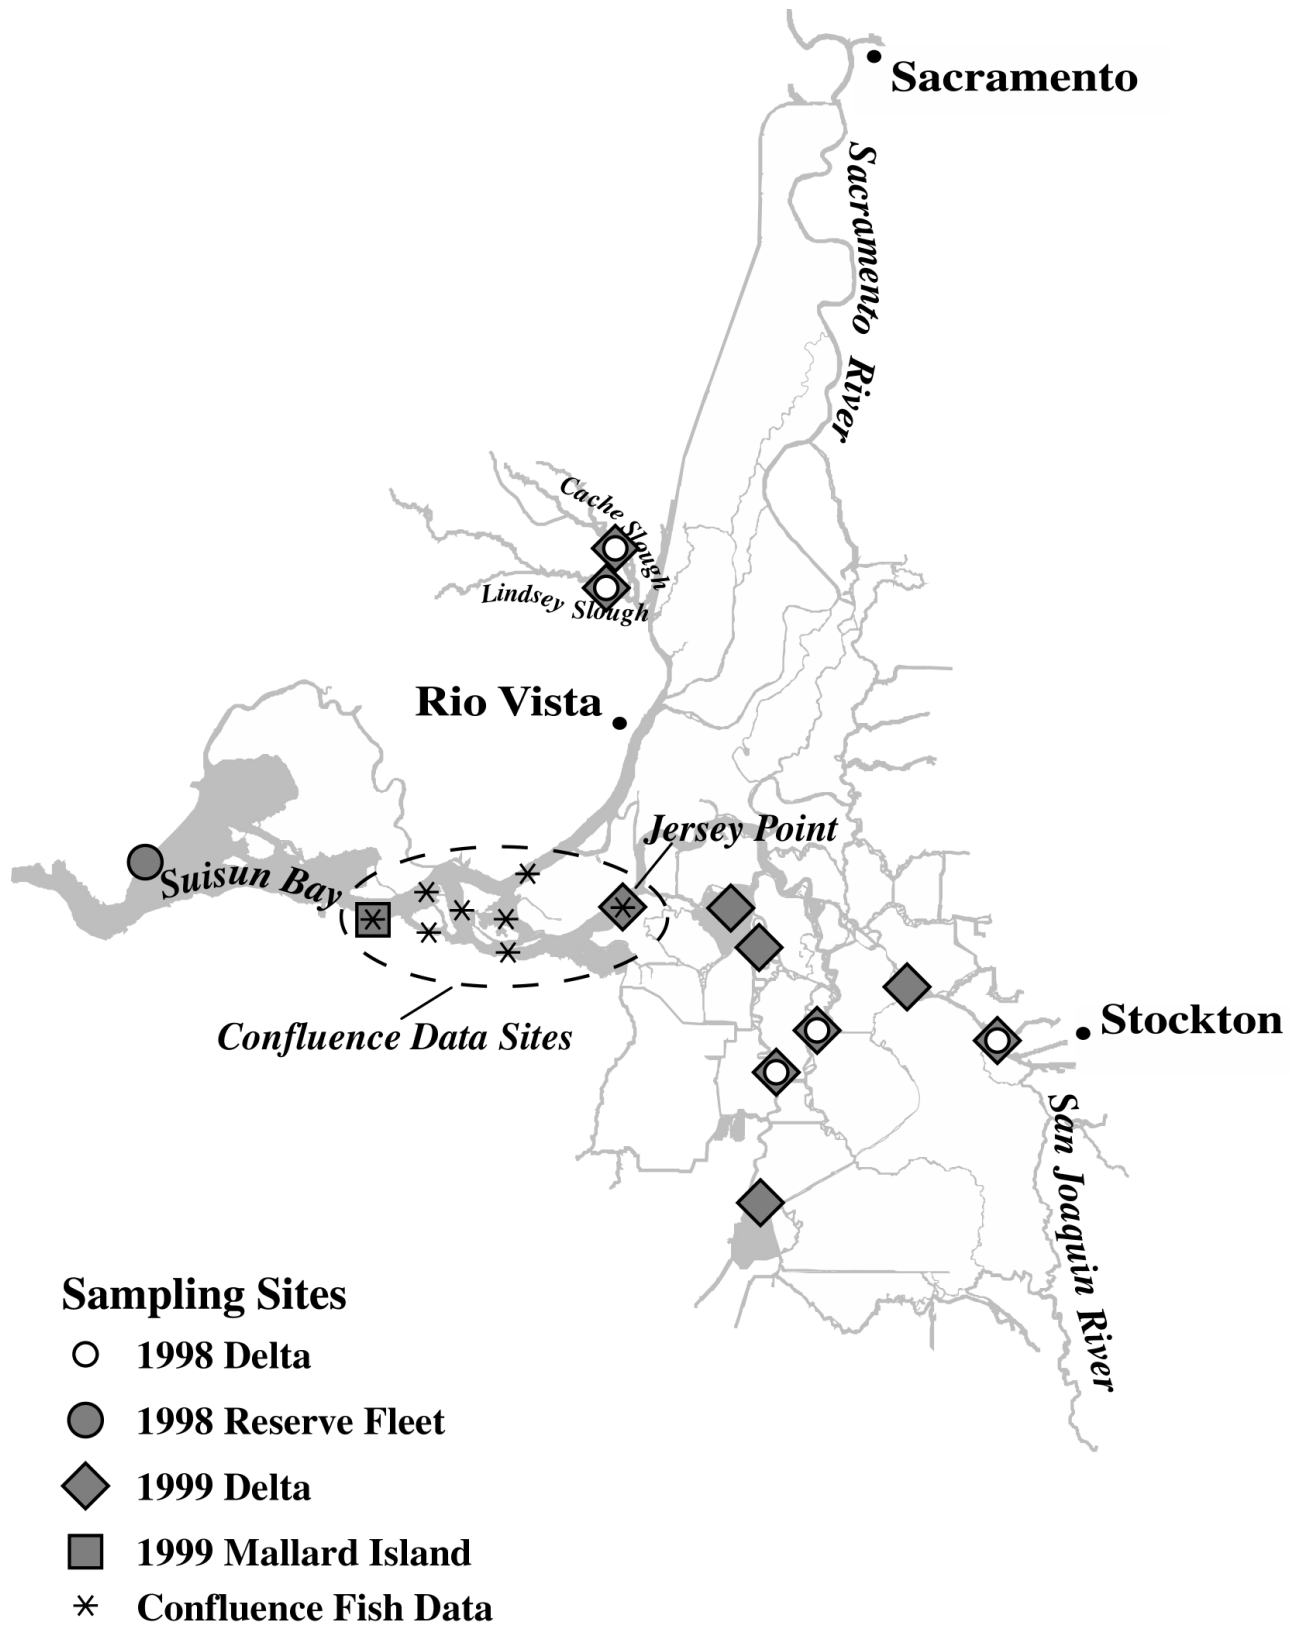 Sacramento
Sacramento River
Cache Slough
Lindsey Slough
Rio Vista
Jersey Point
Suisun Bay
Confluence Data Sites
Stockton
San Joaquin River
Sampling Sites
1998 Delta
1998 Reserve Fleet
1999 Delta
1999 Mallard Island
Confluence Fish Data